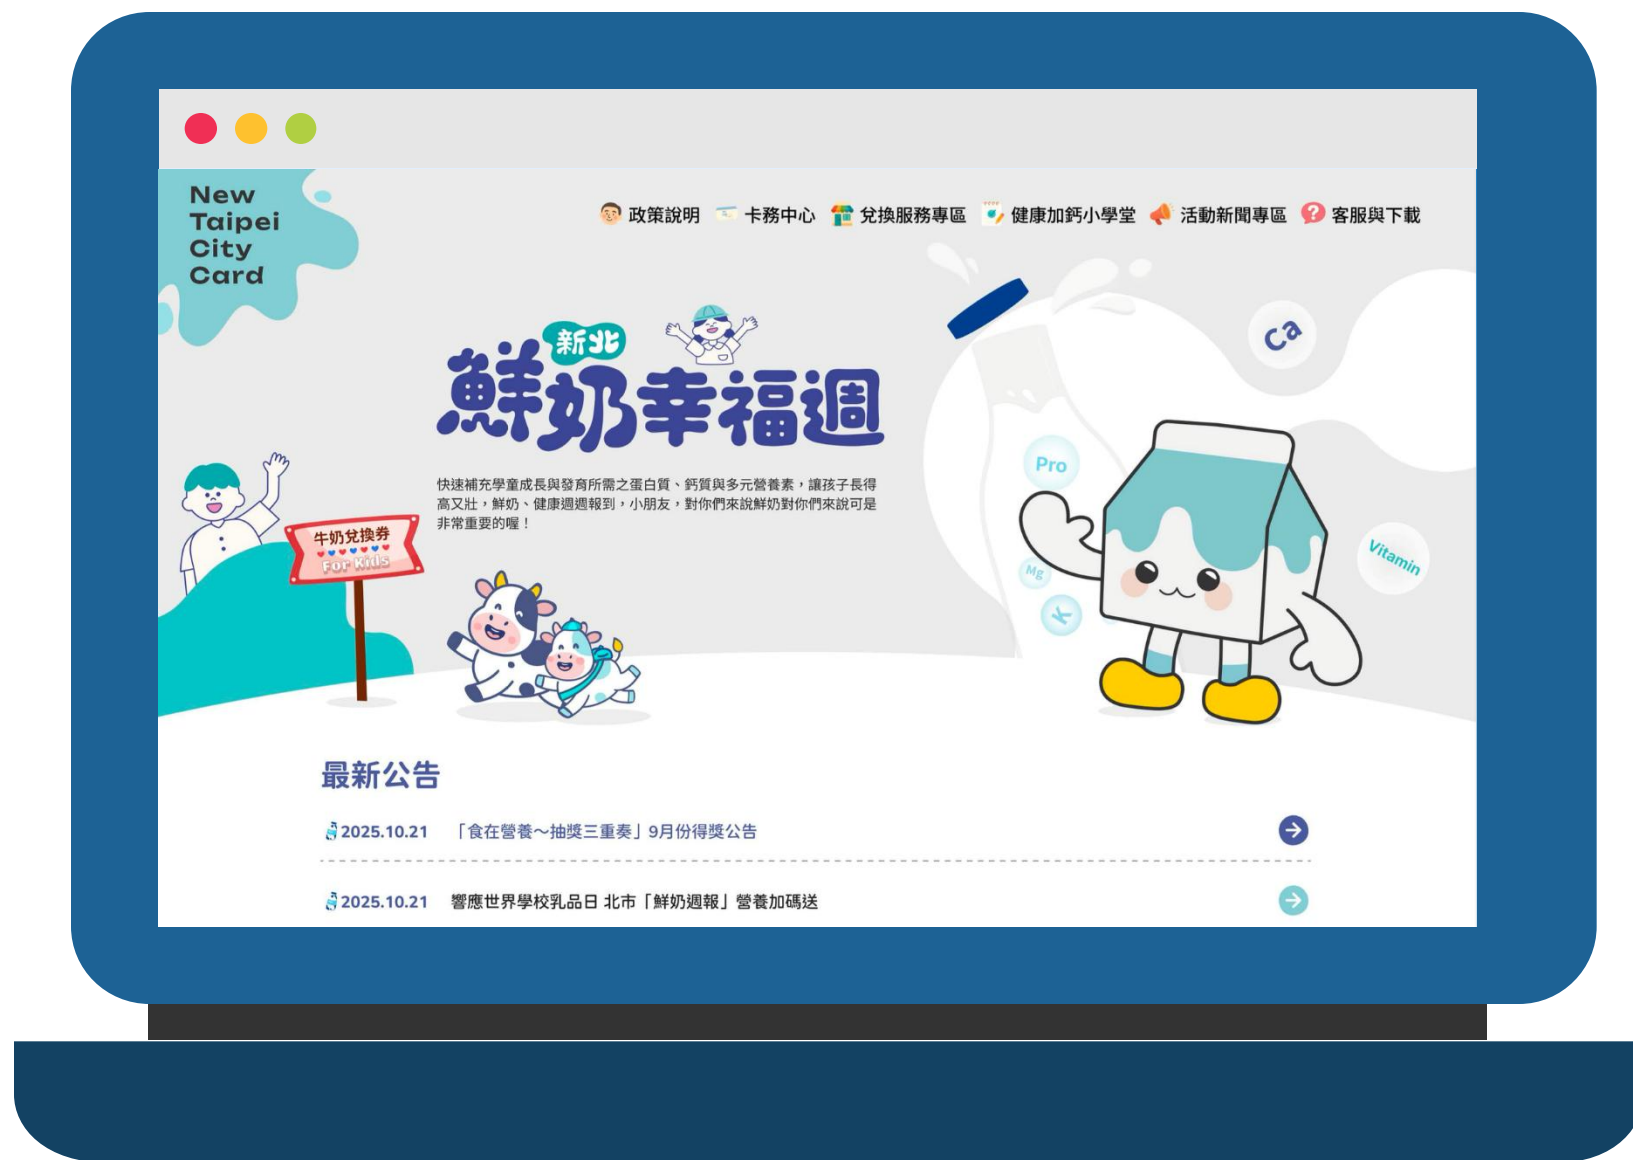 New
Taipei
City
Card
政策說明 卡務中心 兌換服務專區 健康加鈣小學堂 活動新聞專區 客服與下載
新北
鮮奶幸福週
快速補充學童成長與發育所需之蛋白質、鈣質與多元營養素，讓孩子長得
高又壯，鮮奶、健康週週報到，小朋友，對你們來說鮮奶對你們來說可是
非常重要的喔！
牛奶兌換券
For Kids
Ca
Pro
Mg
K
Vitamin
最新公告
2025.10.21 「食在營養～抽獎三重奏」9月份得獎公告
2025.10.21 響應世界學校乳品日 北市「鮮奶週報」營養加碼送